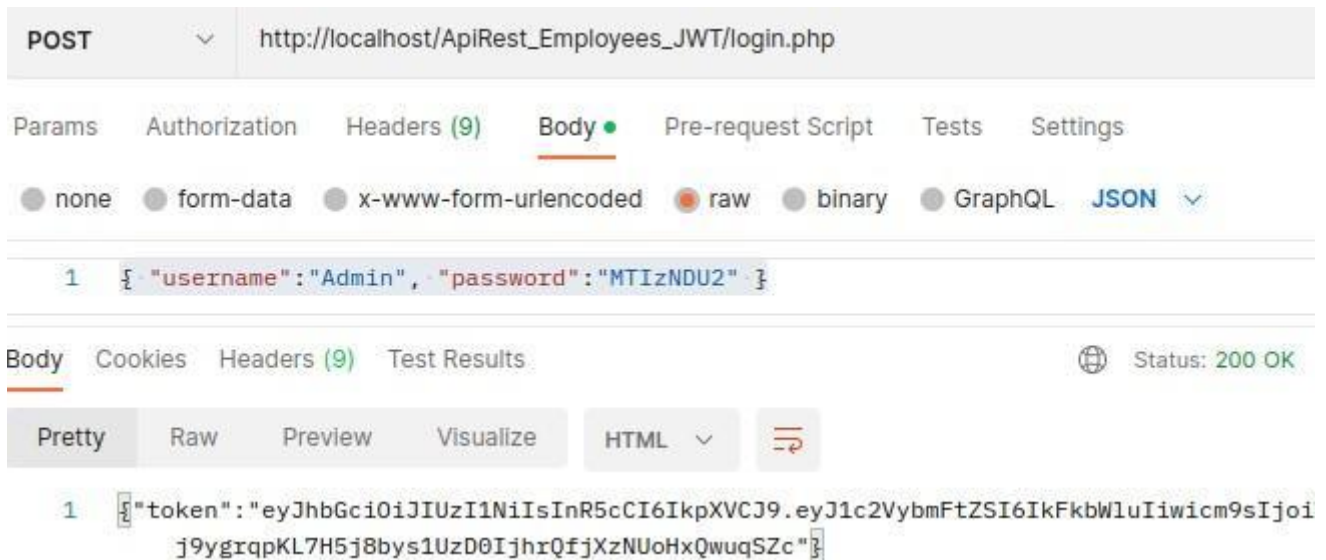 POST http://localhost/ApiRest_Employees_JWT/login.php
Params Authorization Headers (9) Body Pre-request Script Tests Settings
none form-data x-www-form-urlencoded raw binary GraphQL JSON
1 { "username":"Admin", "password":"MTIzNDU2" }
Body Cookies Headers (9) Test Results Status: 200 OK
Pretty Raw Preview Visualize HTML
1 {"token":"eyJhbGciOiJIUzI1NiIsInR5cCI6IkpXVCJ9.eyJ1c2VybmFtZSI6IkFkbWluIiwicm9sIjoi
j9ygrqpKL7H5j8bys1UzD0IjhrQfjXzNUoHxQwuqSZc"}